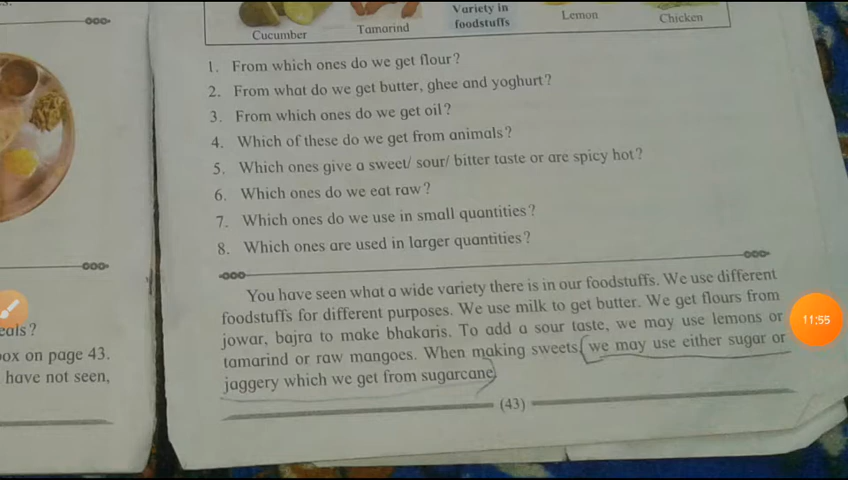 Cucumber
Tamarind
Variety in
foodstuffs
Lemon
Chicken
1. From which ones do we get flour?
2. From what do we get butter, ghee and yoghurt?
3. From which ones do we get oil?
4. Which of these do we get from animals?
5. Which ones give a sweet/ sour/ bitter taste or are spicy hot?
6. Which ones do we eat raw?
7. Which ones do we use in small quantities?
8. Which ones are used in larger quantities?
You have seen what a wide variety there is in our foodstuffs. We use different
foodstuffs for different purposes. We use milk to get butter. We get flours from
jowar, bajra to make bhakaris. To add a sour taste, we may use lemons or
tamarind or raw mangoes. When making sweets, we may use either sugar or
jaggery which we get from sugarcane.
(43)
eals?
ox on page 43.
have not seen,
11:55